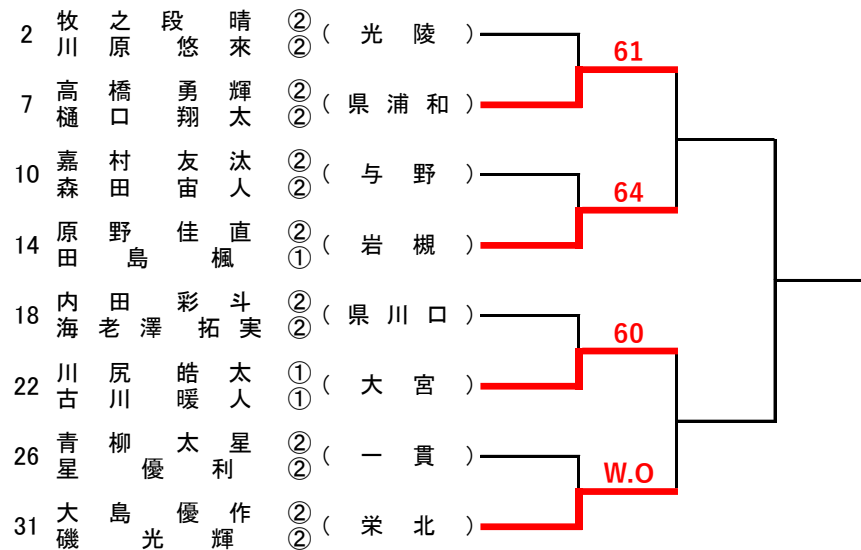 2 牧之段 晴 ② (光陵)
川原 悠來 ②
61
7 高橋 勇輝 ② (県浦和)
樋口 翔太 ②
10 嘉村 友汰 ② (与野)
森田 宙人 ②
64
14 原野 佳直 ② (岩槻)
田島 楓 ①
18 内田 彩斗 ② (県川口)
海老澤 拓実 ②
60
22 川尻 皓太 ① (大宮)
古川 暖人 ①
26 青柳 太星 ② (一貫)
星 優利 ②
W.O
31 大島 優作 ② (栄北)
磯 光輝 ②